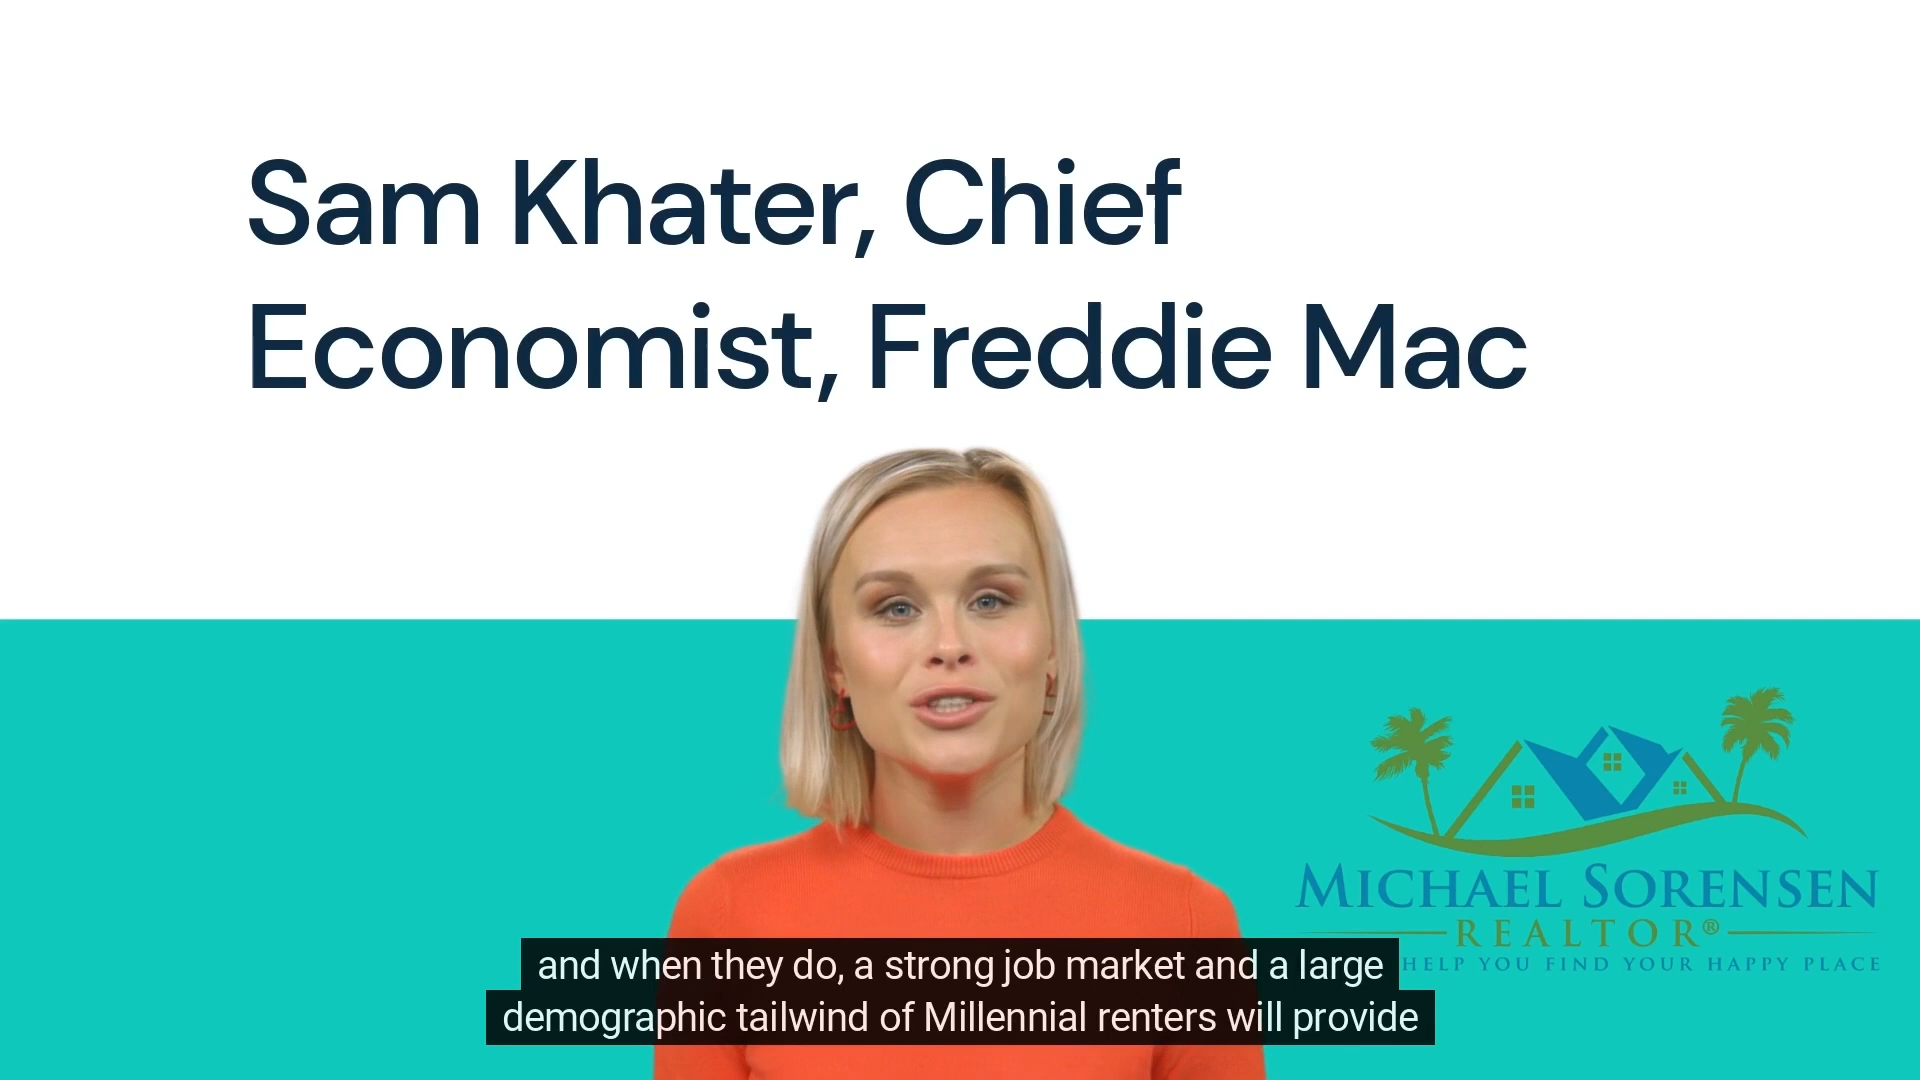 Sam Khater, Chief
Economist, Freddie Mac
MICHAEL SORENSEN
REALTOR®
HELP YOU FIND YOUR HAPPY PLACE
and when they do, a strong job market and a large
demographic tailwind of Millennial renters will provide